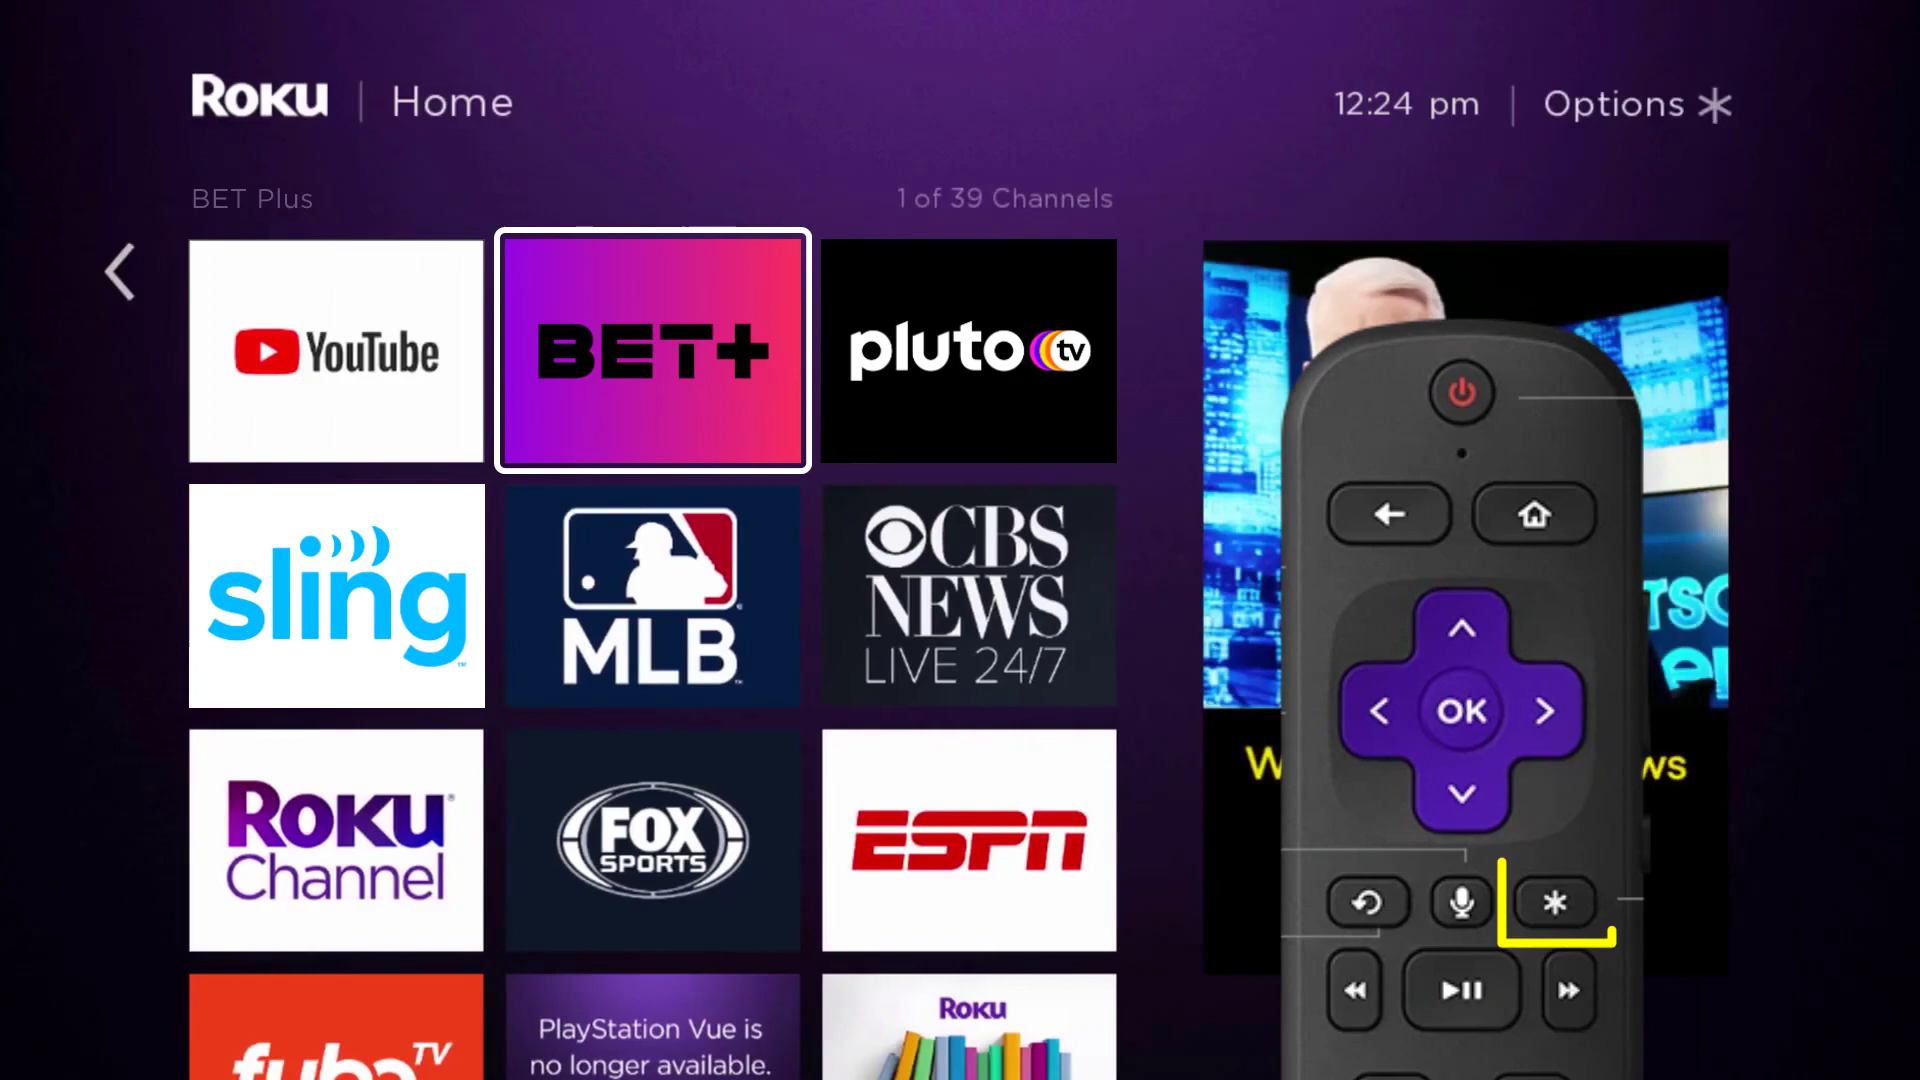 Roku | Home
12:24 pm | Options *
BET Plus
1 of 39 Channels
YouTube
BET+
pluto tv
sling
MLB
CBS
NEWS
LIVE 24/7
Roku
Channel
FOX
SPORTS
ESPN
fubo TV
PlayStation Vue is
no longer available.
Roku
OK